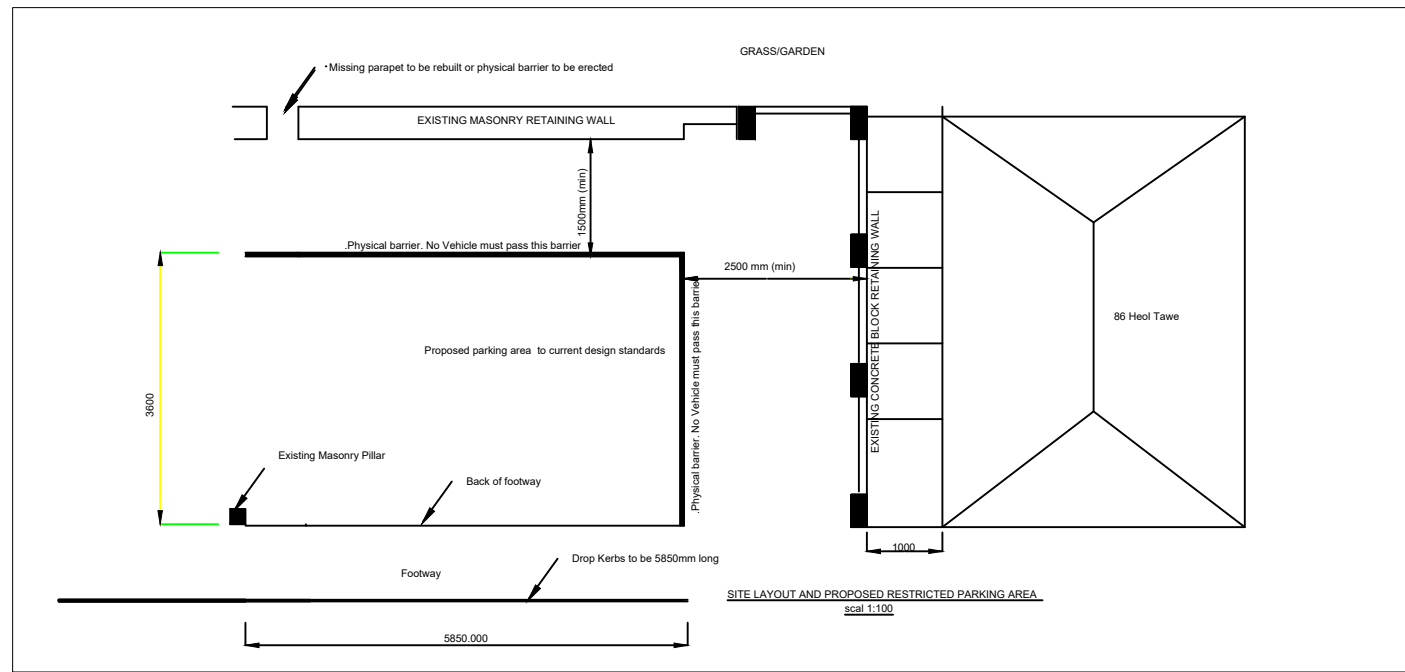 GRASS/GARDEN
·Missing parapet to be rebuilt or physical barrier to be erected
EXISTING MASONRY RETAINING WALL
1500mm (min)
.Physical barrier. No Vehicle must pass this barrier
2500 mm (min)
.Physical barrier. No Vehicle must pass this barrier
EXISTING CONCRETE BLOCK RETAINING WALL
86 Heol Tawe
Proposed parking area to current design standards
3600
Existing Masonry Pillar
Back of footway
1000
Drop Kerbs to be 5850mm long
Footway
SITE LAYOUT AND PROPOSED RESTRICTED PARKING AREA
scal 1:100
5850.000